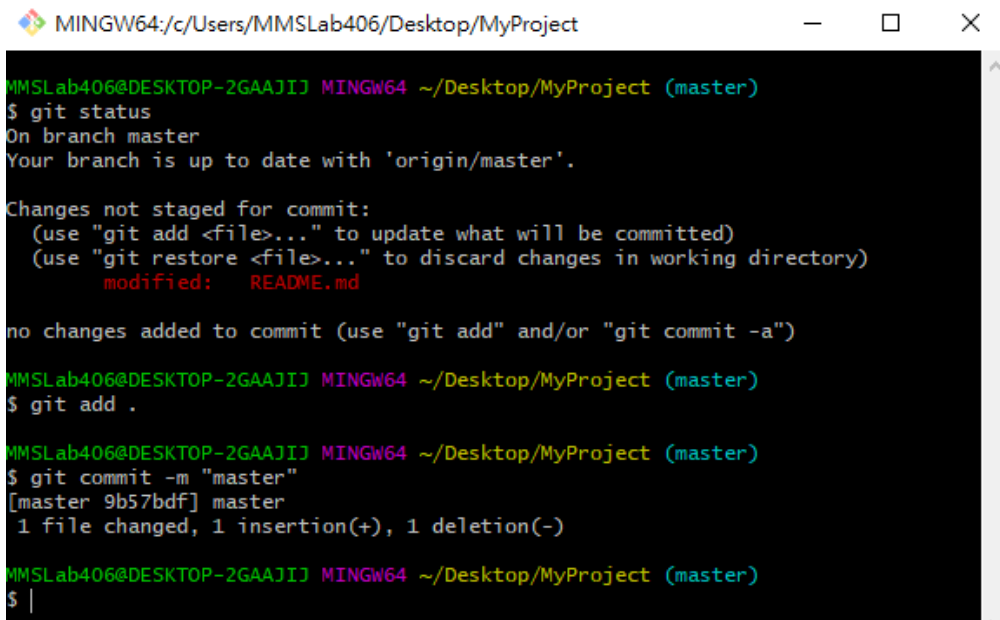 MINGW64:/c/Users/MMSLab406/Desktop/MyProject
MMSLab406@DESKTOP-2GAAJIJ MINGW64 ~/Desktop/MyProject (master)
$ git status
On branch master
Your branch is up to date with 'origin/master'.
Changes not staged for commit:
(use "git add <file>..." to update what will be committed)
(use "git restore <file>..." to discard changes in working directory)
modified: README.md
no changes added to commit (use "git add" and/or "git commit -a")
MMSLab406@DESKTOP-2GAAJIJ MINGW64 ~/Desktop/MyProject (master)
$ git add .
MMSLab406@DESKTOP-2GAAJIJ MINGW64 ~/Desktop/MyProject (master)
$ git commit -m "master"
[master 9b57bdf] master
1 file changed, 1 insertion(+), 1 deletion(-)
MMSLab406@DESKTOP-2GAAJIJ MINGW64 ~/Desktop/MyProject (master)
$